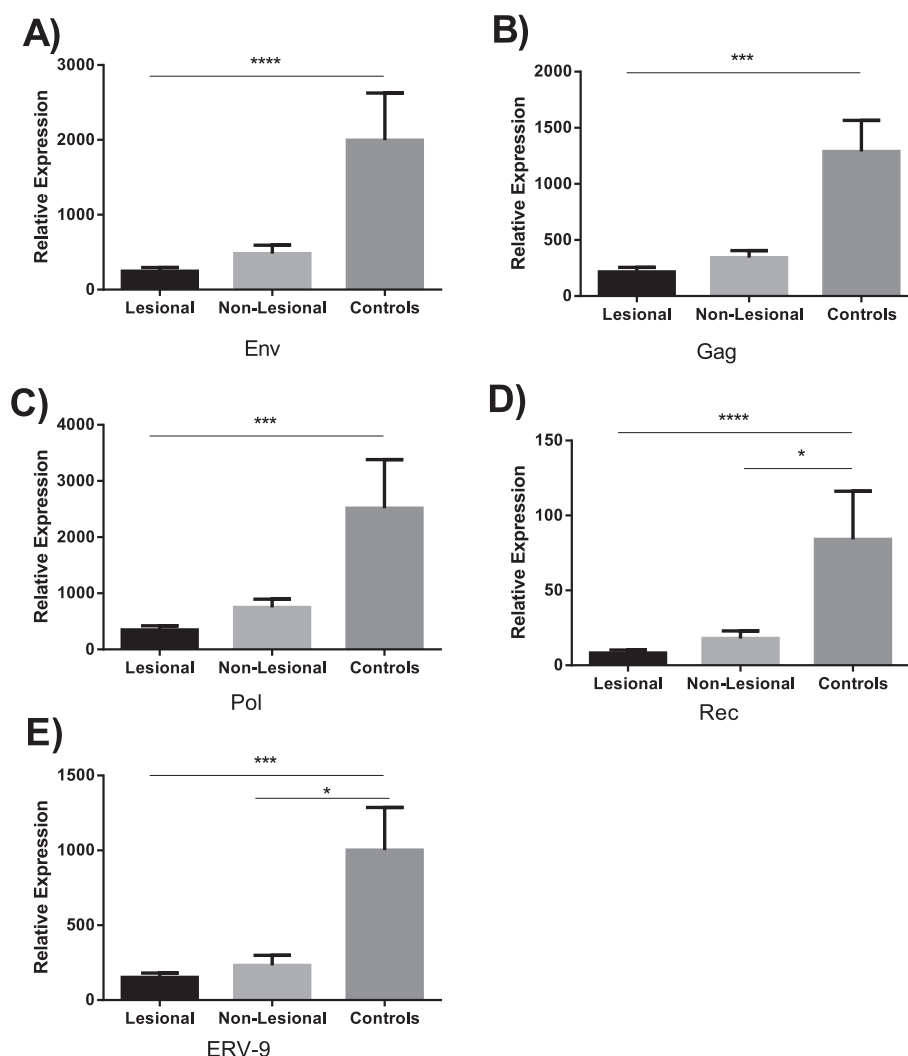 A)
****
3000
2000
1000
0
Relative Expression
Lesional Non-Lesional Controls
Env
B)
***
2000
1500
1000
500
0
Relative Expression
Lesional Non-Lesional Controls
Gag
C)
***
4000
3000
2000
1000
0
Relative Expression
Lesional Non-Lesional Controls
Pol
D)
****
*
150
100
50
0
Relative Expression
Lesional Non-Lesional Controls
Rec
E)
***
*
1500
1000
500
0
Relative Expression
Lesional Non-Lesional Controls
ERV-9